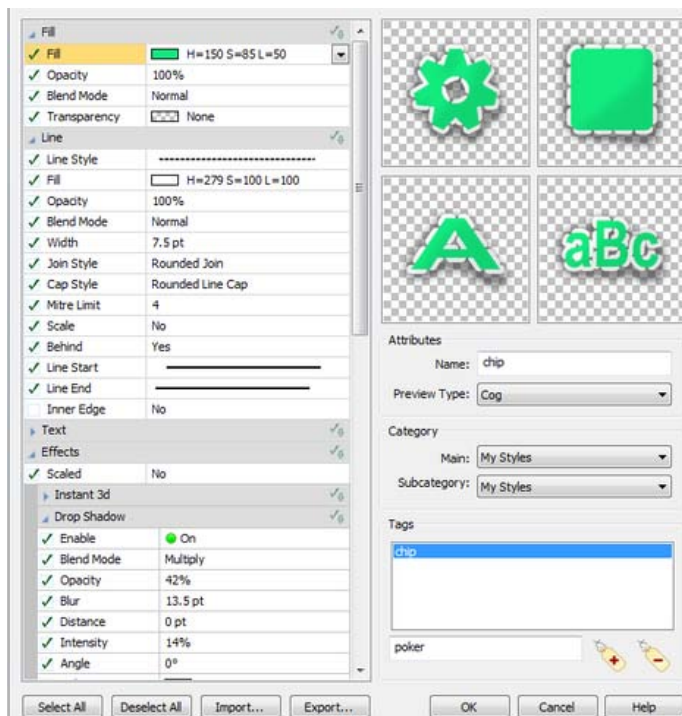 Fill
Fill H=150 S=85 L=50
Opacity 100%
Blend Mode Normal
Transparency None
Line
Line Style
Fill H=279 S=100 L=100
Opacity 100%
Blend Mode Normal
Width 7.5 pt
Join Style Rounded Join
Cap Style Rounded Line Cap
Mitre Limit 4
Scale No
Behind Yes
Line Start
Line End
Inner Edge No
Text
Effects
Scaled No
Instant 3d
Drop Shadow
Enable On
Blend Mode Multiply
Opacity 42%
Blur 13.5 pt
Distance 0 pt
Intensity 14%
Angle 0°
A
aBc
Attributes
Name: chip
Preview Type: Cog
Category
Main: My Styles
Subcategory: My Styles
Tags
chip
poker
Select All Deselect All Import... Export... OK Cancel Help